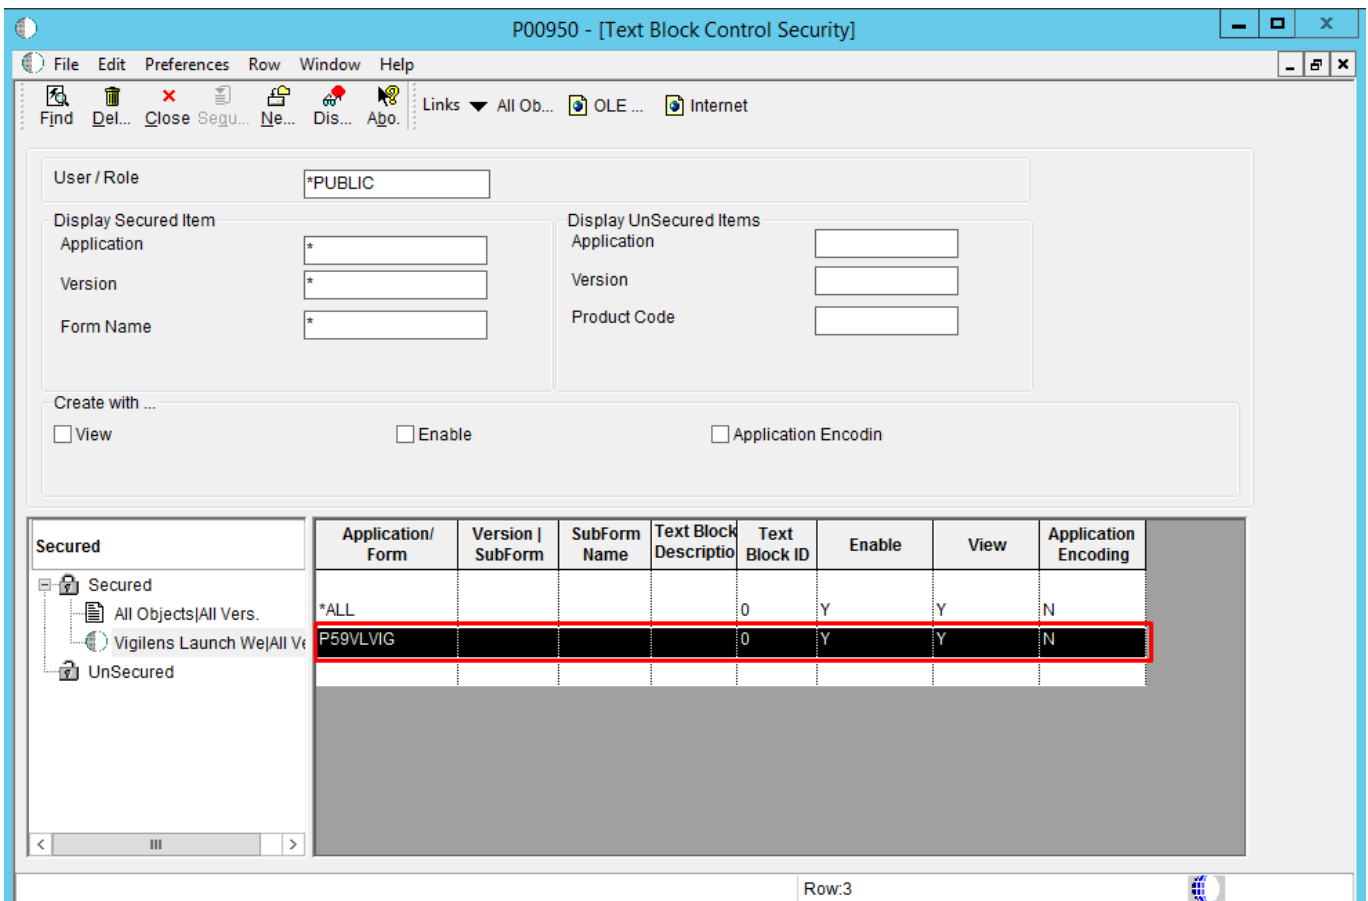 P00950 - [Text Block Control Security]
File Edit Preferences Row Window Help
Find Del... Close Sequ... Ne... Dis... Abo. Links All Ob... OLE ... Internet
User / Role *PUBLIC
Display Secured Item
Application *
Version *
Form Name *
Display UnSecured Items
Application
Version
Product Code
Create with ...
View Enable Application Encodin
Secured
Secured
All Objects|All Vers.
Vigilens Launch We|All Ve
UnSecured
Application/ Form Version | SubForm SubForm Name Text Block Descriptio Text Block ID Enable View Application Encoding
*ALL 0 Y Y N
P59VLVIG 0 Y Y N
Row:3